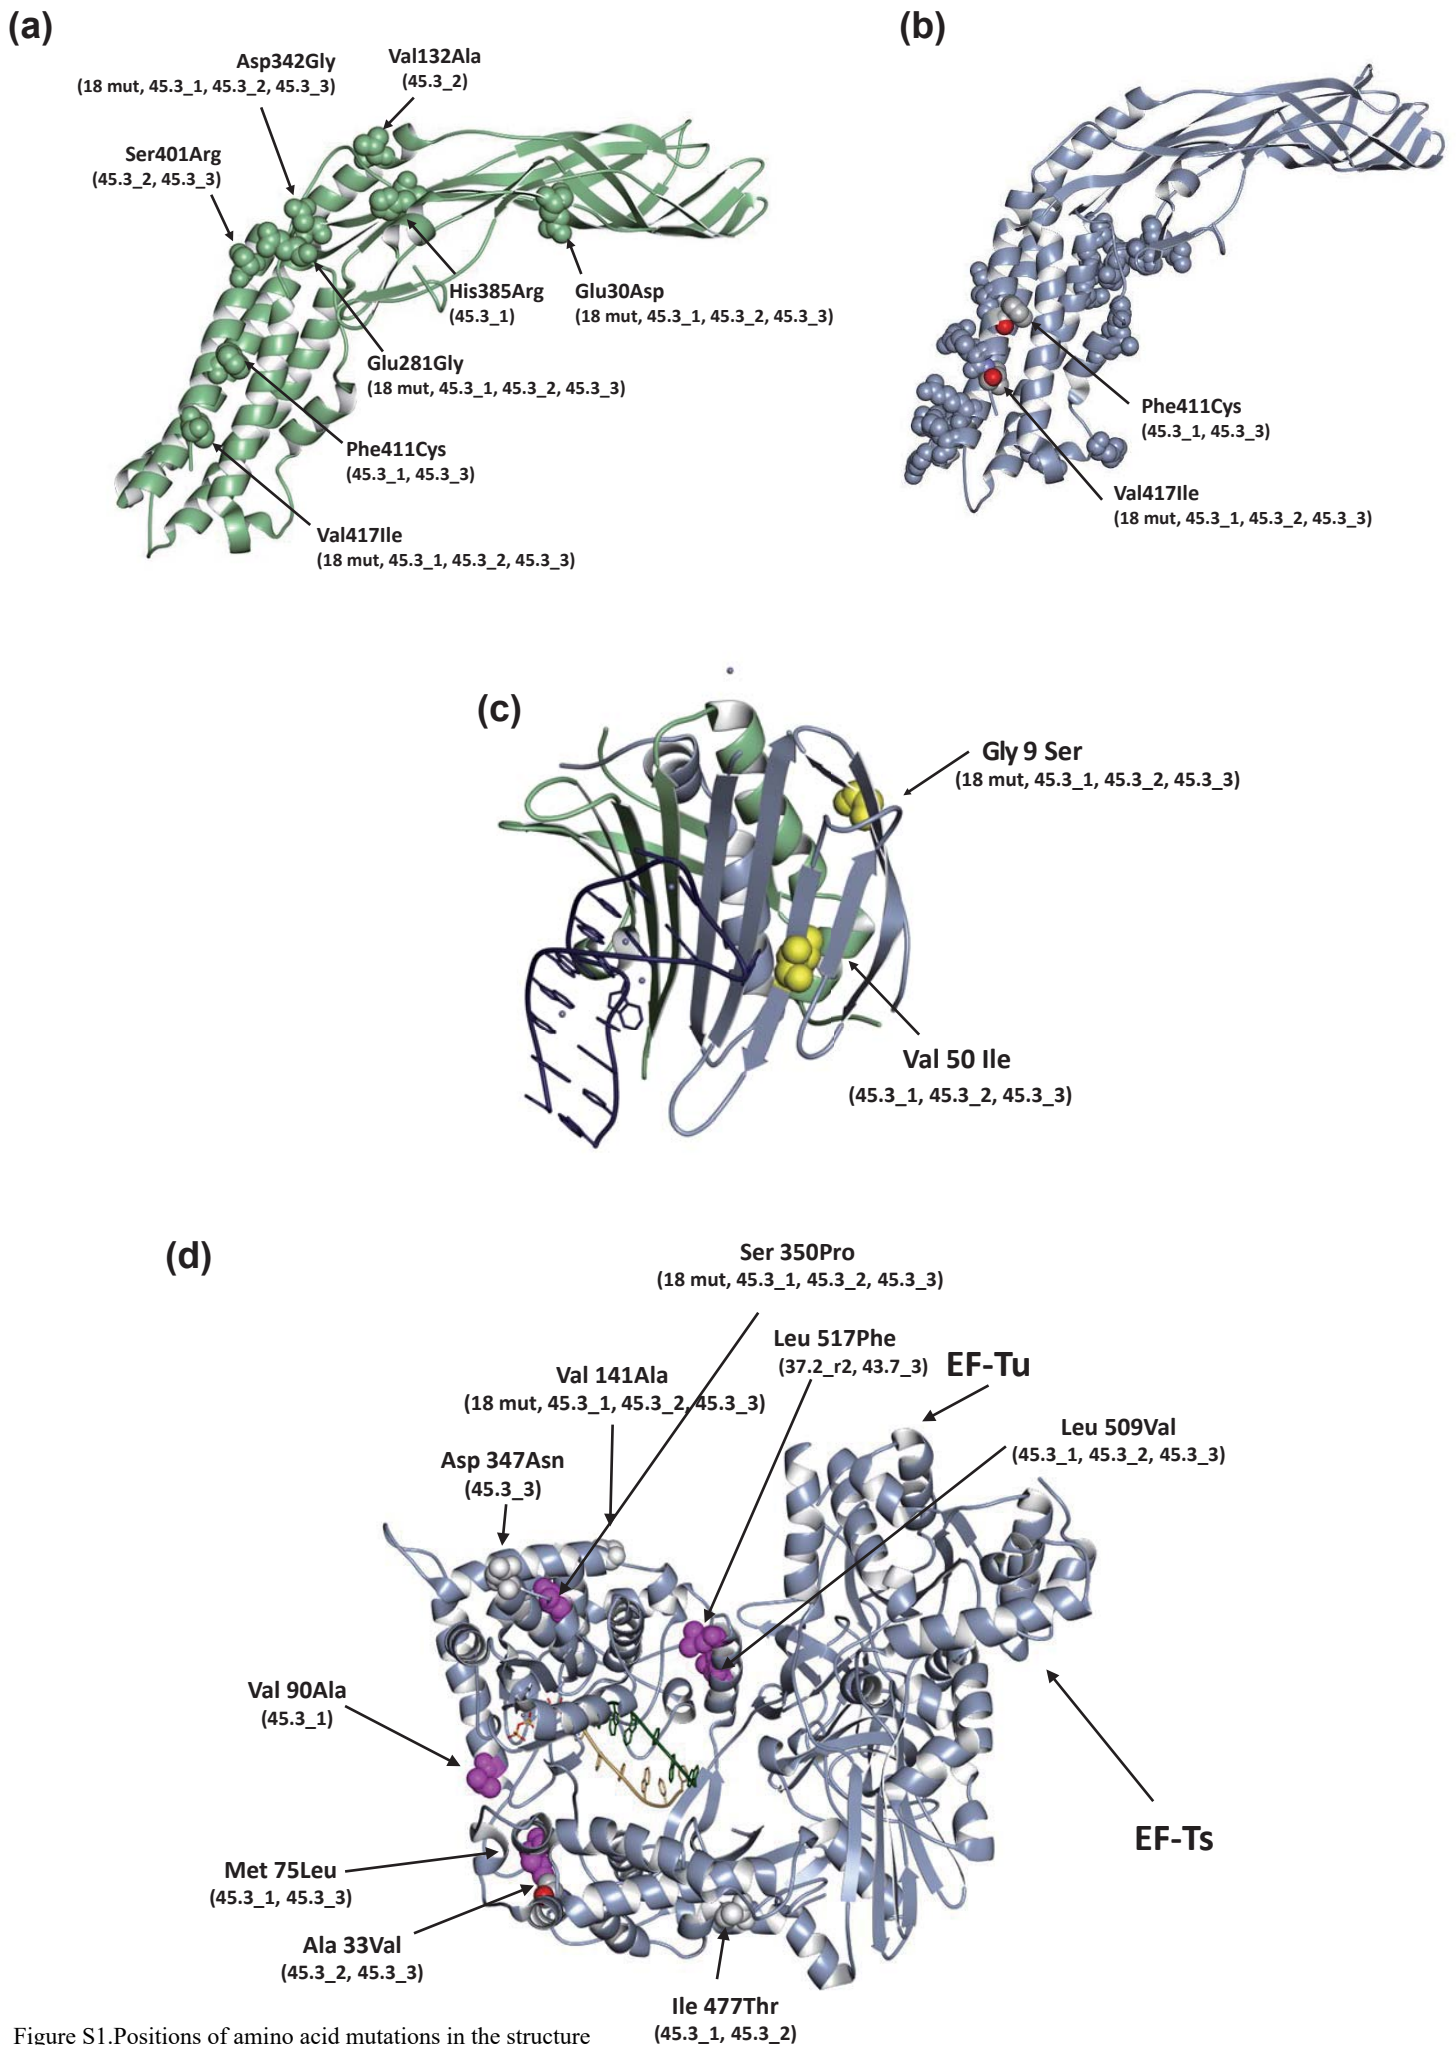 (a)
(b)
Asp342Gly
(18 mut, 45.3_1, 45.3_2, 45.3_3)
Val132Ala
(45.3_2)
Ser401Arg
(45.3_2, 45.3_3)
His385Arg
(45.3_1)
Glu30Asp
(18 mut, 45.3_1, 45.3_2, 45.3_3)
Glu281Gly
(18 mut, 45.3_1, 45.3_2, 45.3_3)
Phe411Cys
(45.3_1, 45.3_3)
Val417Ile
(18 mut, 45.3_1, 45.3_2, 45.3_3)
Phe411Cys
(45.3_1, 45.3_3)
Val417Ile
(18 mut, 45.3_1, 45.3_2, 45.3_3)
(c)
Gly 9 Ser
(18 mut, 45.3_1, 45.3_2, 45.3_3)
Val 50 Ile
(45.3_1, 45.3_2, 45.3_3)
(d)
Ser 350Pro
(18 mut, 45.3_1, 45.3_2, 45.3_3)
Leu 517Phe
(37.2_r2, 43.7_3)
EF-Tu
Val 141Ala
(18 mut, 45.3_1, 45.3_2, 45.3_3)
Leu 509Val
(45.3_1, 45.3_2, 45.3_3)
Asp 347Asn
(45.3_3)
Val 90Ala
(45.3_1)
EF-Ts
Met 75Leu
(45.3_1, 45.3_3)
Ala 33Val
(45.3_2, 45.3_3)
Ile 477Thr
(45.3_1, 45.3_2)
Figure S1.Positions of amino acid mutations in the structure